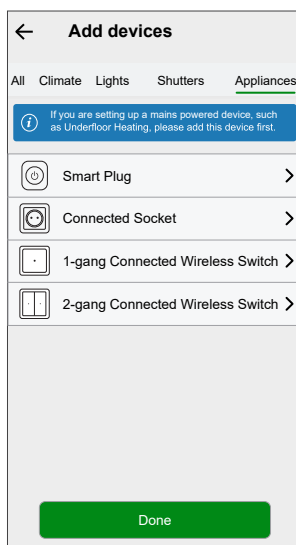 Add devices
All Climate Lights Shutters Appliances
If you are setting up a mains powered device, such
as Underfloor Heating, please add this device first.
Smart Plug
Connected Socket
1-gang Connected Wireless Switch
2-gang Connected Wireless Switch
Done